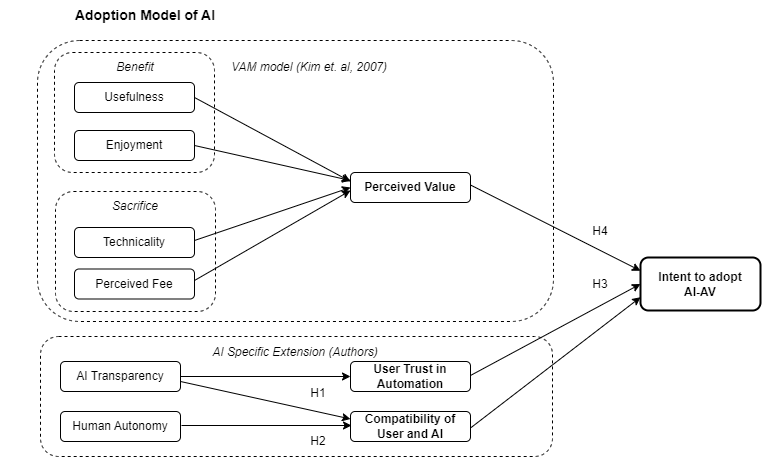 Adoption Model of AI
Benefit
VAM model (Kim et. al, 2007)
Usefulness
Enjoyment
Perceived Value
Sacrifice
Technicality
Perceived Fee
H4
H3
Intent to adopt
AI-AV
AI Specific Extension (Authors)
AI Transparency
User Trust in
Automation
H1
Human Autonomy
Compatibility of
User and AI
H2